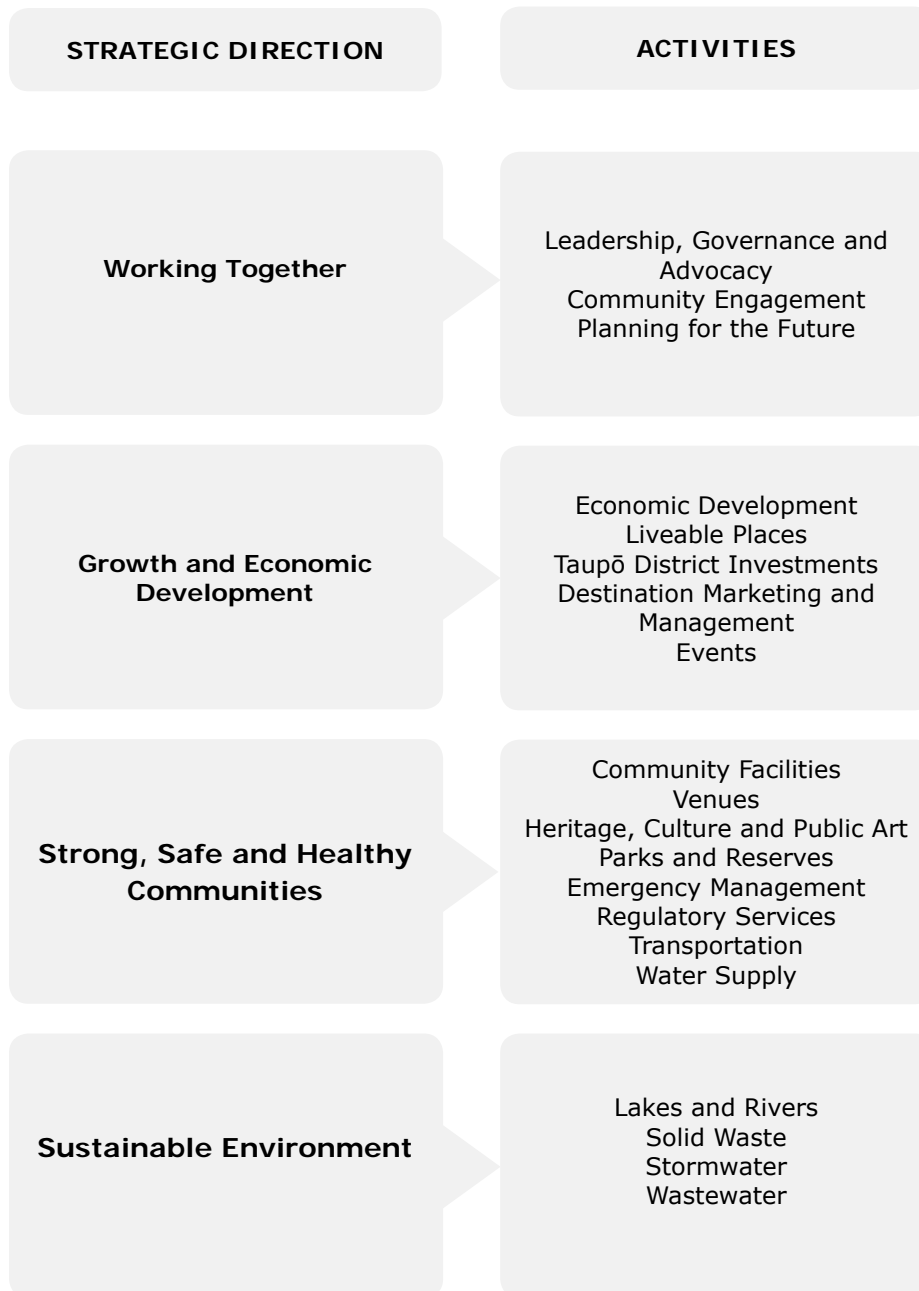 STRATEGIC DIRECTION
ACTIVITIES
Working Together
Leadership, Governance and
Advocacy
Community Engagement
Planning for the Future
Growth and Economic
Development
Economic Development
Liveable Places
Taupō District Investments
Destination Marketing and
Management
Events
Strong, Safe and Healthy
Communities
Community Facilities
Venues
Heritage, Culture and Public Art
Parks and Reserves
Emergency Management
Regulatory Services
Transportation
Water Supply
Sustainable Environment
Lakes and Rivers
Solid Waste
Stormwater
Wastewater